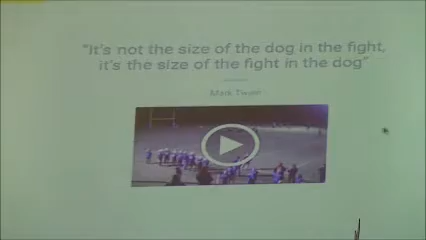 "It's not the size of the dog in the fight,
it's the size of the fight in the dog"
Mark Twain